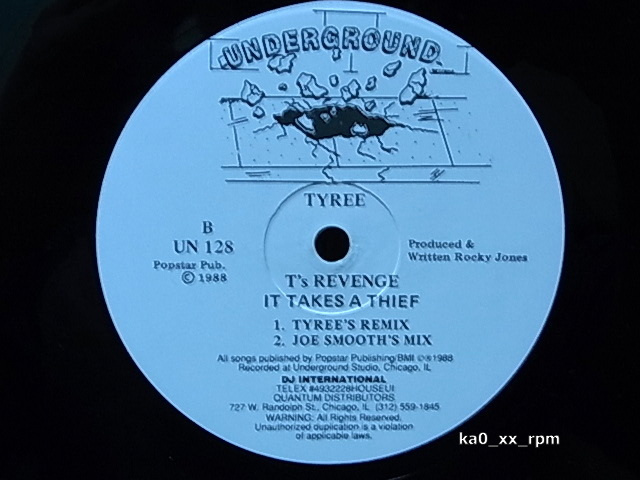 UNDERGROUND
TYREE
B
UN 128
Popstar Pub.
© 1988
Produced &
Written Rocky Jones
T's REVENGE
IT TAKES A THIEF
1. TYREE'S REMIX
2. JOE SMOOTH'S MIX
All songs published by Popstar Publishing/BMI ©℗1988
Recorded at Underground Studio, Chicago, IL
DJ INTERNATIONAL
TELEX #4932228HOUSEUI
QUANTUM DISTRIBUTORS
727 W. Randolph St., Chicago, IL (312) 559-1845
WARNING: All Rights Reserved.
Unauthorized duplication is a violation
of applicable laws.
ka0_xx_rpm